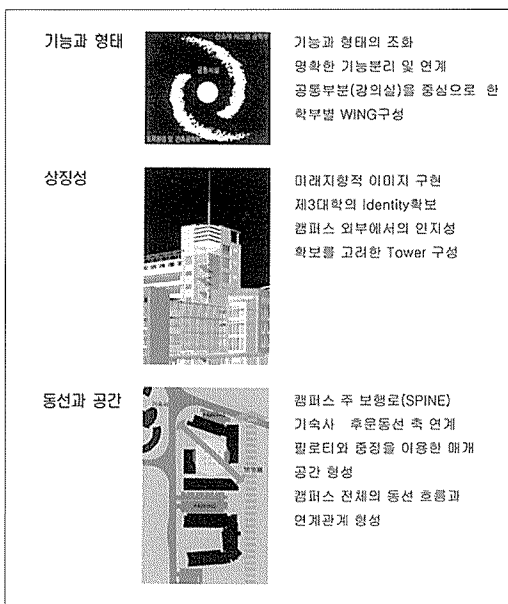 기능과 형태
공통시설
기능과 형태의 조화
명확한 기능분리 및 연계
공통부분(강의실)을 중심으로 한
학부별 WING구성
상징성
미래지향적 이미지 구현
제3대학의 Identity확보
캠퍼스 외부에서의 인지성
확보를 고려한 Tower 구성
동선과 공간
PARKING
PARKING
캠퍼스 주 보행로(SPINE)
기숙사 후문동선 축 연계
필로티와 중정을 이용한 매개
공간 형성
캠퍼스 전체의 동선 흐름과
연계관계 형성